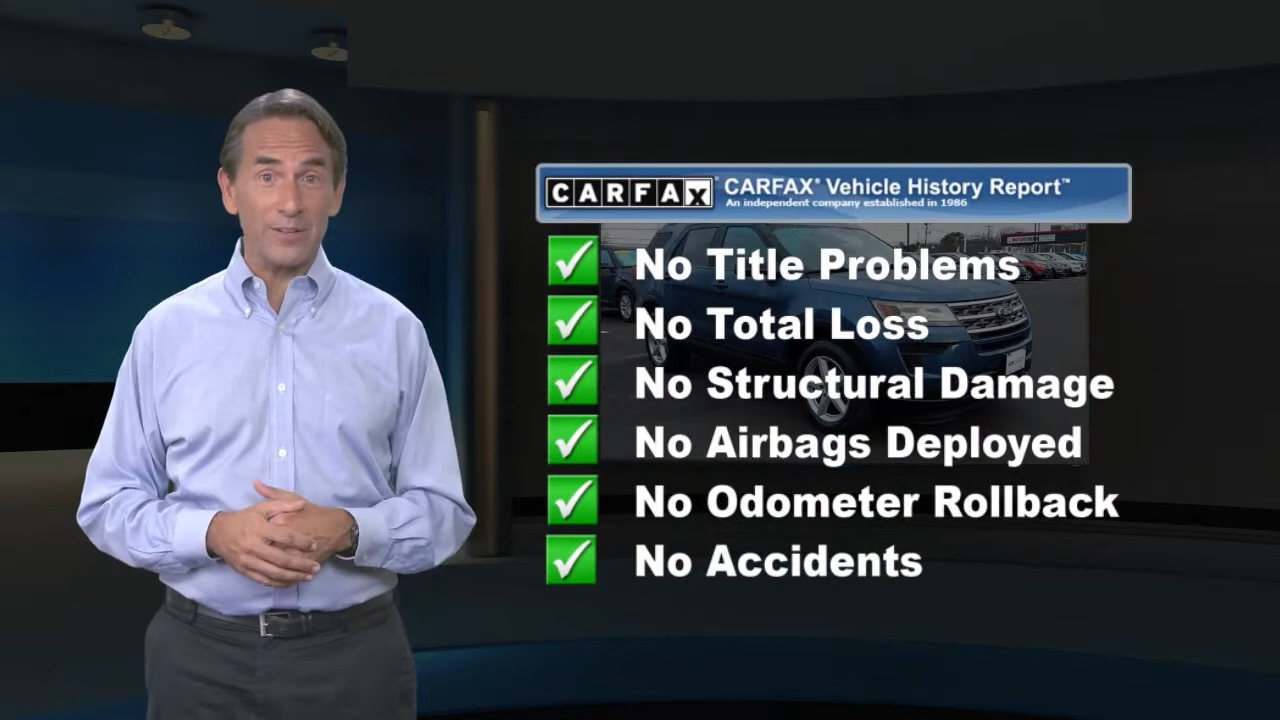 CARFAX
CARFAX® Vehicle History Report™
An independent company established in 1986
No Title Problems
No Total Loss
No Structural Damage
No Airbags Deployed
No Odometer Rollback
No Accidents